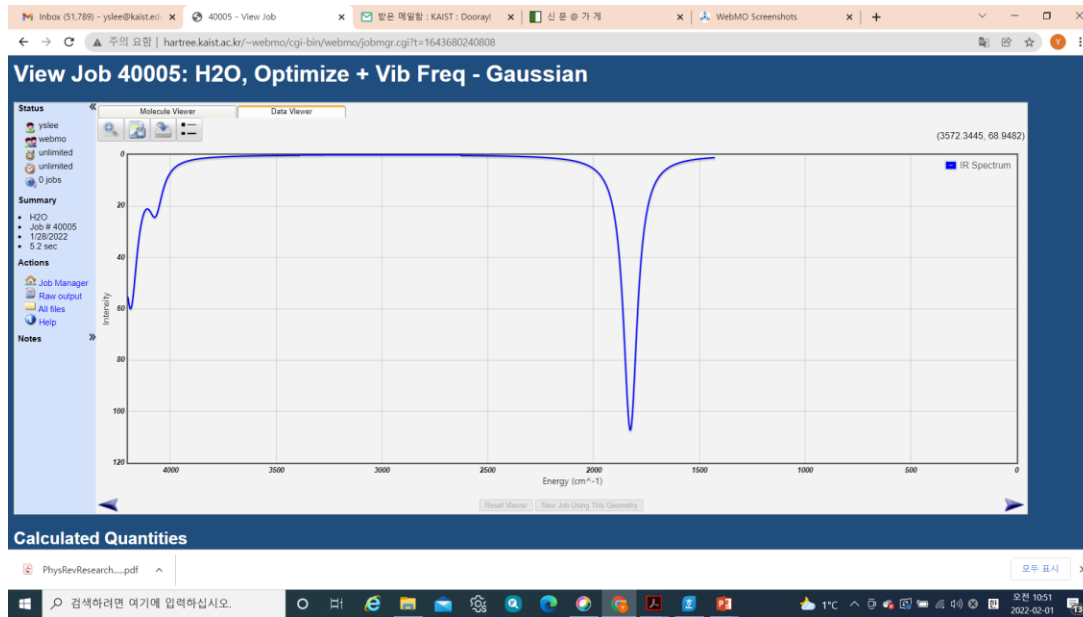 Inbox (51,789) - yslee@kaist.ed
40005 - View Job
받은 메일함 : KAIST : Dooray!
신 문 @ 가 게
WebMO Screenshots
주의 요함 | hartree.kaist.ac.kr/~webmo/cgi-bin/webmo/jobmgr.cgi?t=1643680240808
Y
View Job 40005: H2O, Optimize + Vib Freq - Gaussian
Status
yslee
webmo
unlimited
unlimited
0 jobs
Summary
H2O
Job # 40005
1/28/2022
5.2 sec
Actions
Job Manager
Raw output
All files
Help
Notes
Molecule Viewer
Data Viewer
(3572.3445, 68.9482)
IR Spectrum
0
20
40
60
80
100
120
Intensity
4000 3500 3000 2500 2000 1500 1000 500 0
Energy (cm^-1)
Reset Viewer
New Job Using This Geometry
Calculated Quantities
PhysRevResearch.....pdf
모두 표시
검색하려면 여기에 입력하십시오.
1°C
오전 10:51
2022-02-01
13